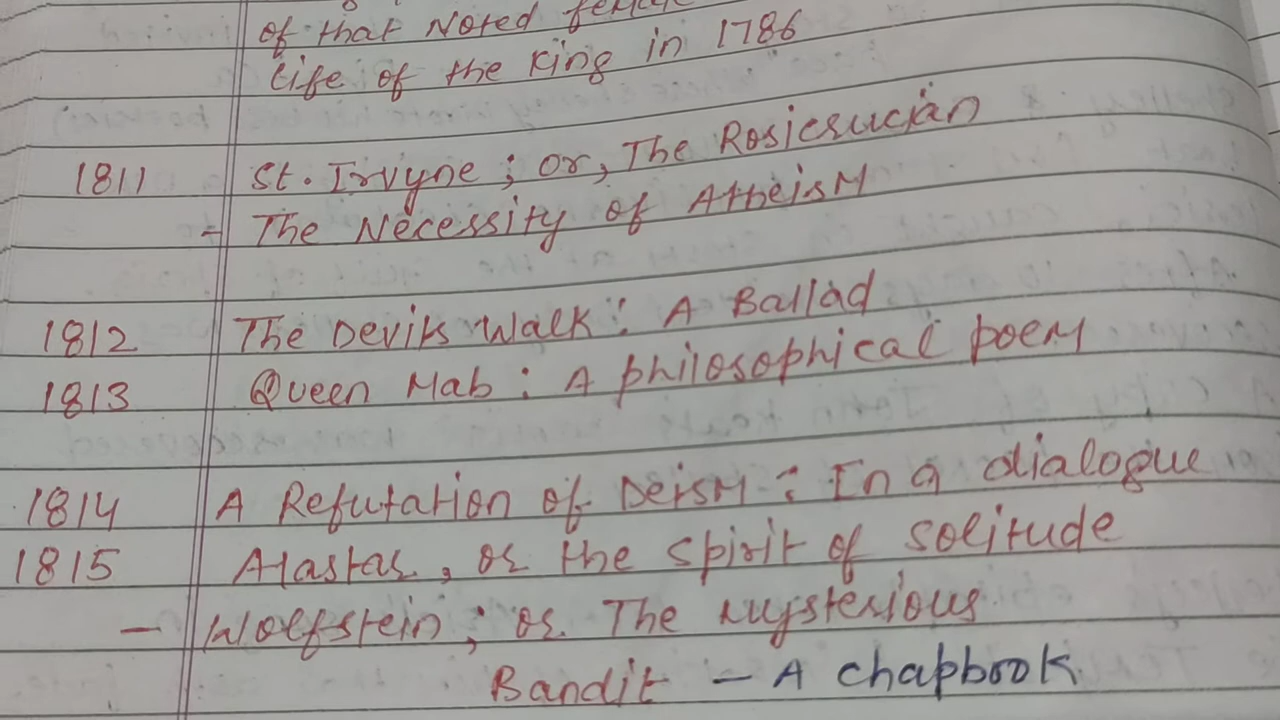 of that Noted female
life of the King in 1786
1811 St. Irvyne ; or, The Rosicrucian
- The Necessity of Atheism
1812 The Devils Walk : A Ballad
1813 Queen Mab : A philosophical poem
1814 A Refutation of Deism : In a dialogue
1815 Alastar, or the spirit of solitude
- Wolfstein ; or The mysterious
Bandit - A chapbook